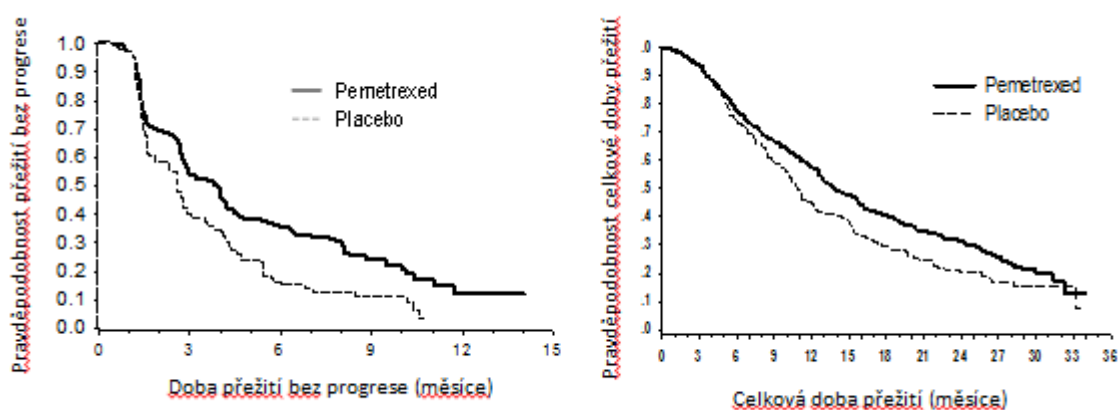 Pravděpodobnost přežití bez progrese
1.0
0.9
0.8
0.7
0.6
0.5
0.4
0.3
0.2
0.1
0.0
Pemetrexed
Placebo
0 3 6 9 12 15
Doba přežití bez progrese (měsíce)
Pravděpodobnost celkové doby přežití
.0
.9
.8
.7
.6
.5
.4
.3
.2
.1
.0
Pemetrexed
Placebo
0 3 6 9 12 15 18 21 24 27 30 33 36
Celková doba přežití (měsíce)